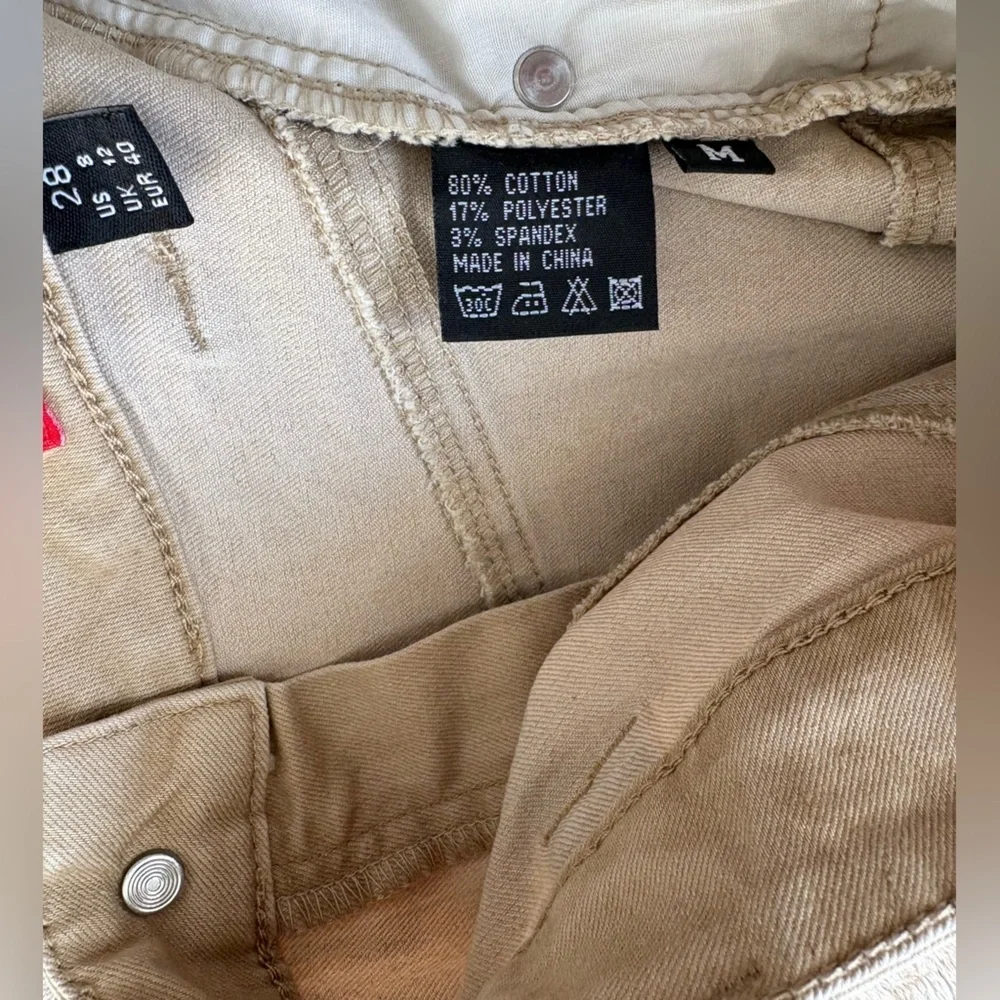 28
US 8
UK 12
EUR 40
80% COTTON
17% POLYESTER
3% SPANDEX
MADE IN CHINA
30C
M